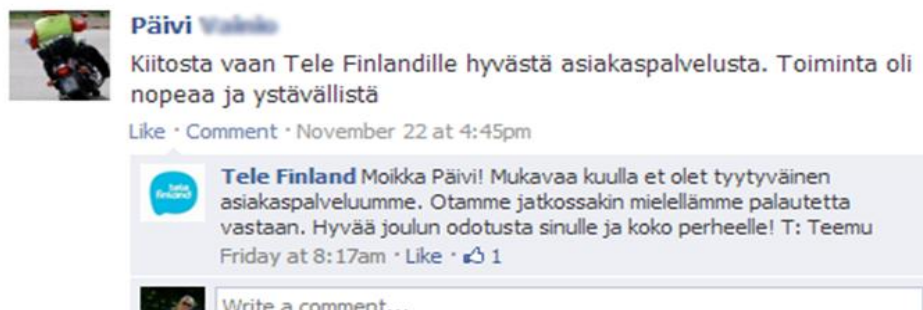 Päivi
Kiitosta vaan Tele Finlandille hyvästä asiakaspalvelusta. Toiminta oli
nopeaa ja ystävällistä
Like · Comment · November 22 at 4:45pm
tele
finland
Tele Finland Moikka Päivi! Mukavaa kuulla et olet tyytyväinen
asiakaspalveluumme. Otamme jatkossakin mielellämme palautetta
vastaan. Hyvää joulun odotusta sinulle ja koko perheelle! T: Teemu
Friday at 8:17am · Like · 1
Write a comment...